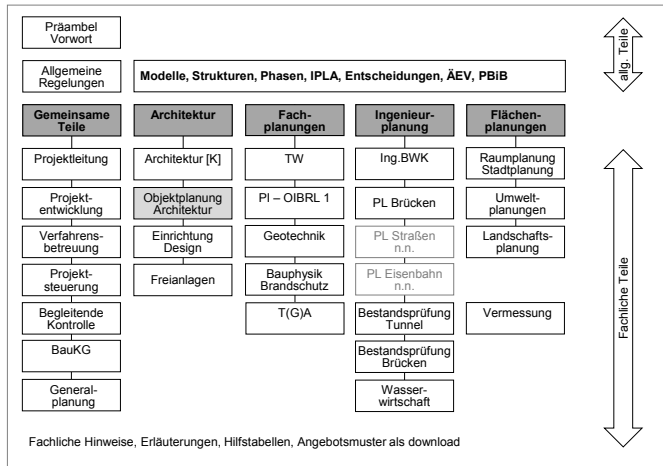 Präambel
Vorwort
Allgemeine
Regelungen
Modelle, Strukturen, Phasen, IPLA, Entscheidungen, ÄEV, PBiB
allg. Teile
Gemeinsame
Teile
Architektur
Fach-
planungen
Ingenieur-
planung
Flächen-
planungen
Projektleitung
Architektur [K]
TW
Ing.BWK
Raumplanung
Stadtplanung
Projekt-
entwicklung
Objektplanung
Architektur
PI – OIBRL 1
PL Brücken
Umwelt-
planungen
Verfahrens-
betreuung
Einrichtung
Design
Geotechnik
PL Straßen
n.n.
Landschafts-
planung
Projekt-
steuerung
Freianlagen
Bauphysik
Brandschutz
PL Eisenbahn
n.n.
Begleitende
Kontrolle
T(G)A
Bestandsprüfung
Tunnel
Vermessung
BauKG
Bestandsprüfung
Brücken
General-
planung
Wasser-
wirtschaft
Fachliche Teile
Fachliche Hinweise, Erläuterungen, Hilfstabellen, Angebotsmuster als download